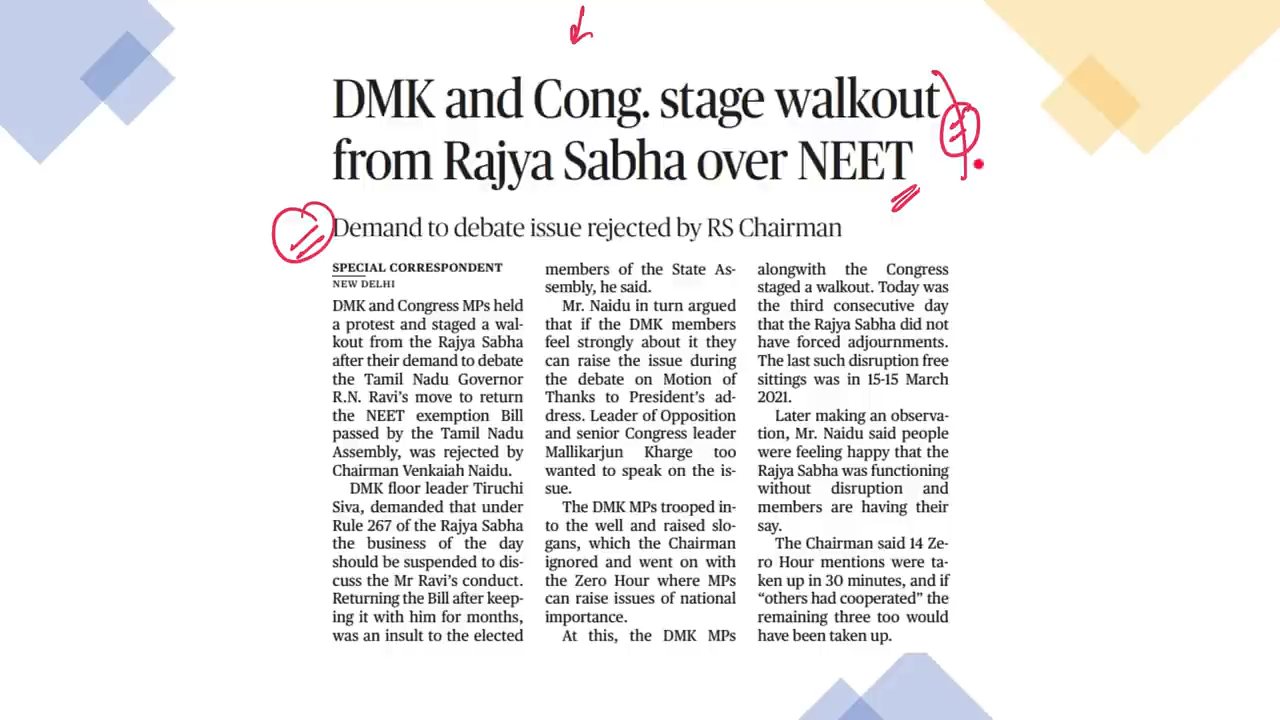 DMK and Cong. stage walkout
from Rajya Sabha over NEET
Demand to debate issue rejected by RS Chairman
SPECIAL CORRESPONDENT
NEW DELHI
DMK and Congress MPs held
a protest and staged a wal-
kout from the Rajya Sabha
after their demand to debate
the Tamil Nadu Governor
R.N. Ravi's move to return
the NEET exemption Bill
passed by the Tamil Nadu
Assembly, was rejected by
Chairman Venkaiah Naidu.
DMK floor leader Tiruchi
Siva, demanded that under
Rule 267 of the Rajya Sabha
the business of the day
should be suspended to dis-
cuss the Mr Ravi's conduct.
Returning the Bill after keep-
ing it with him for months,
was an insult to the elected
members of the State As-
sembly, he said.
Mr. Naidu in turn argued
that if the DMK members
feel strongly about it they
can raise the issue during
the debate on Motion of
Thanks to President's ad-
dress. Leader of Opposition
and senior Congress leader
Mallikarjun Kharge too
wanted to speak on the is-
sue.
The DMK MPs trooped in-
to the well and raised slo-
gans, which the Chairman
ignored and went on with
the Zero Hour where MPs
can raise issues of national
importance.
At this, the DMK MPs
alongwith the Congress
staged a walkout. Today was
the third consecutive day
that the Rajya Sabha did not
have forced adjournments.
The last such disruption free
sittings was in 15-15 March
2021.
Later making an observa-
tion, Mr. Naidu said people
were feeling happy that the
Rajya Sabha was functioning
without disruption and
members are having their
say.
The Chairman said 14 Ze-
ro Hour mentions were ta-
ken up in 30 minutes, and if
“others had cooperated” the
remaining three too would
have been taken up.